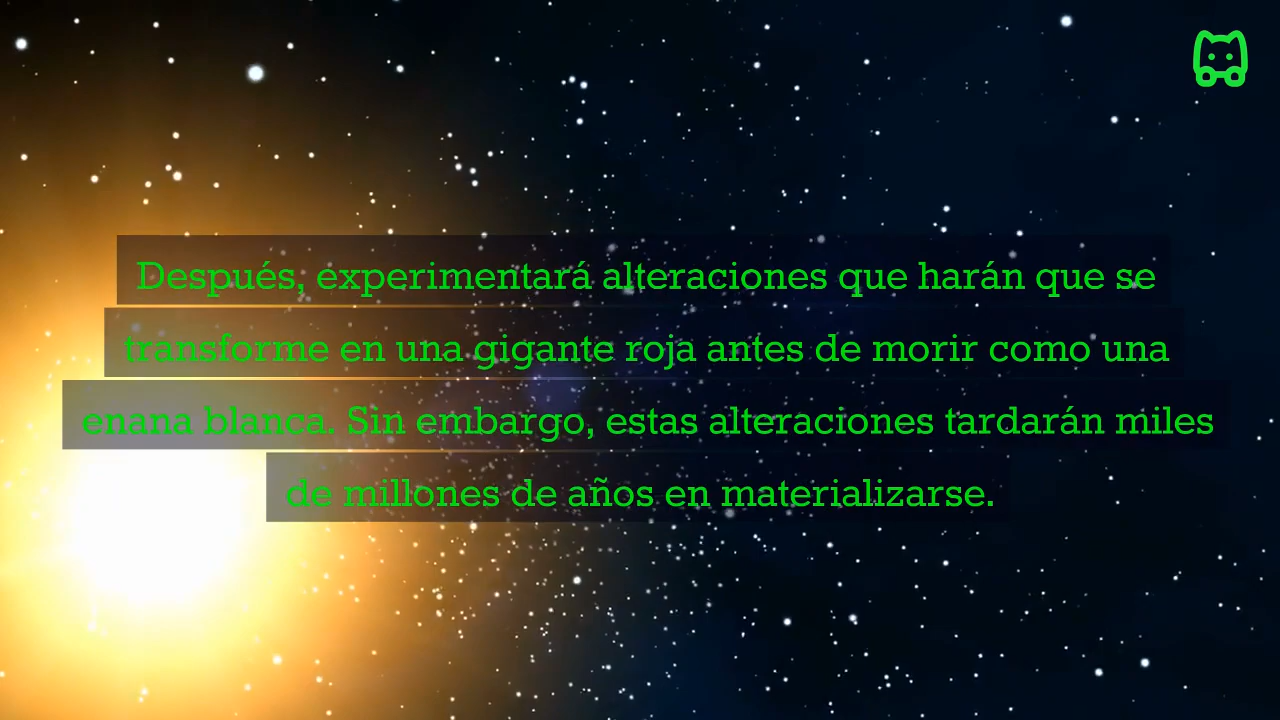 Después, experimentará alteraciones que harán que se
transforme en una gigante roja antes de morir como una
enana blanca. Sin embargo, estas alteraciones tardarán miles
de millones de años en materializarse.